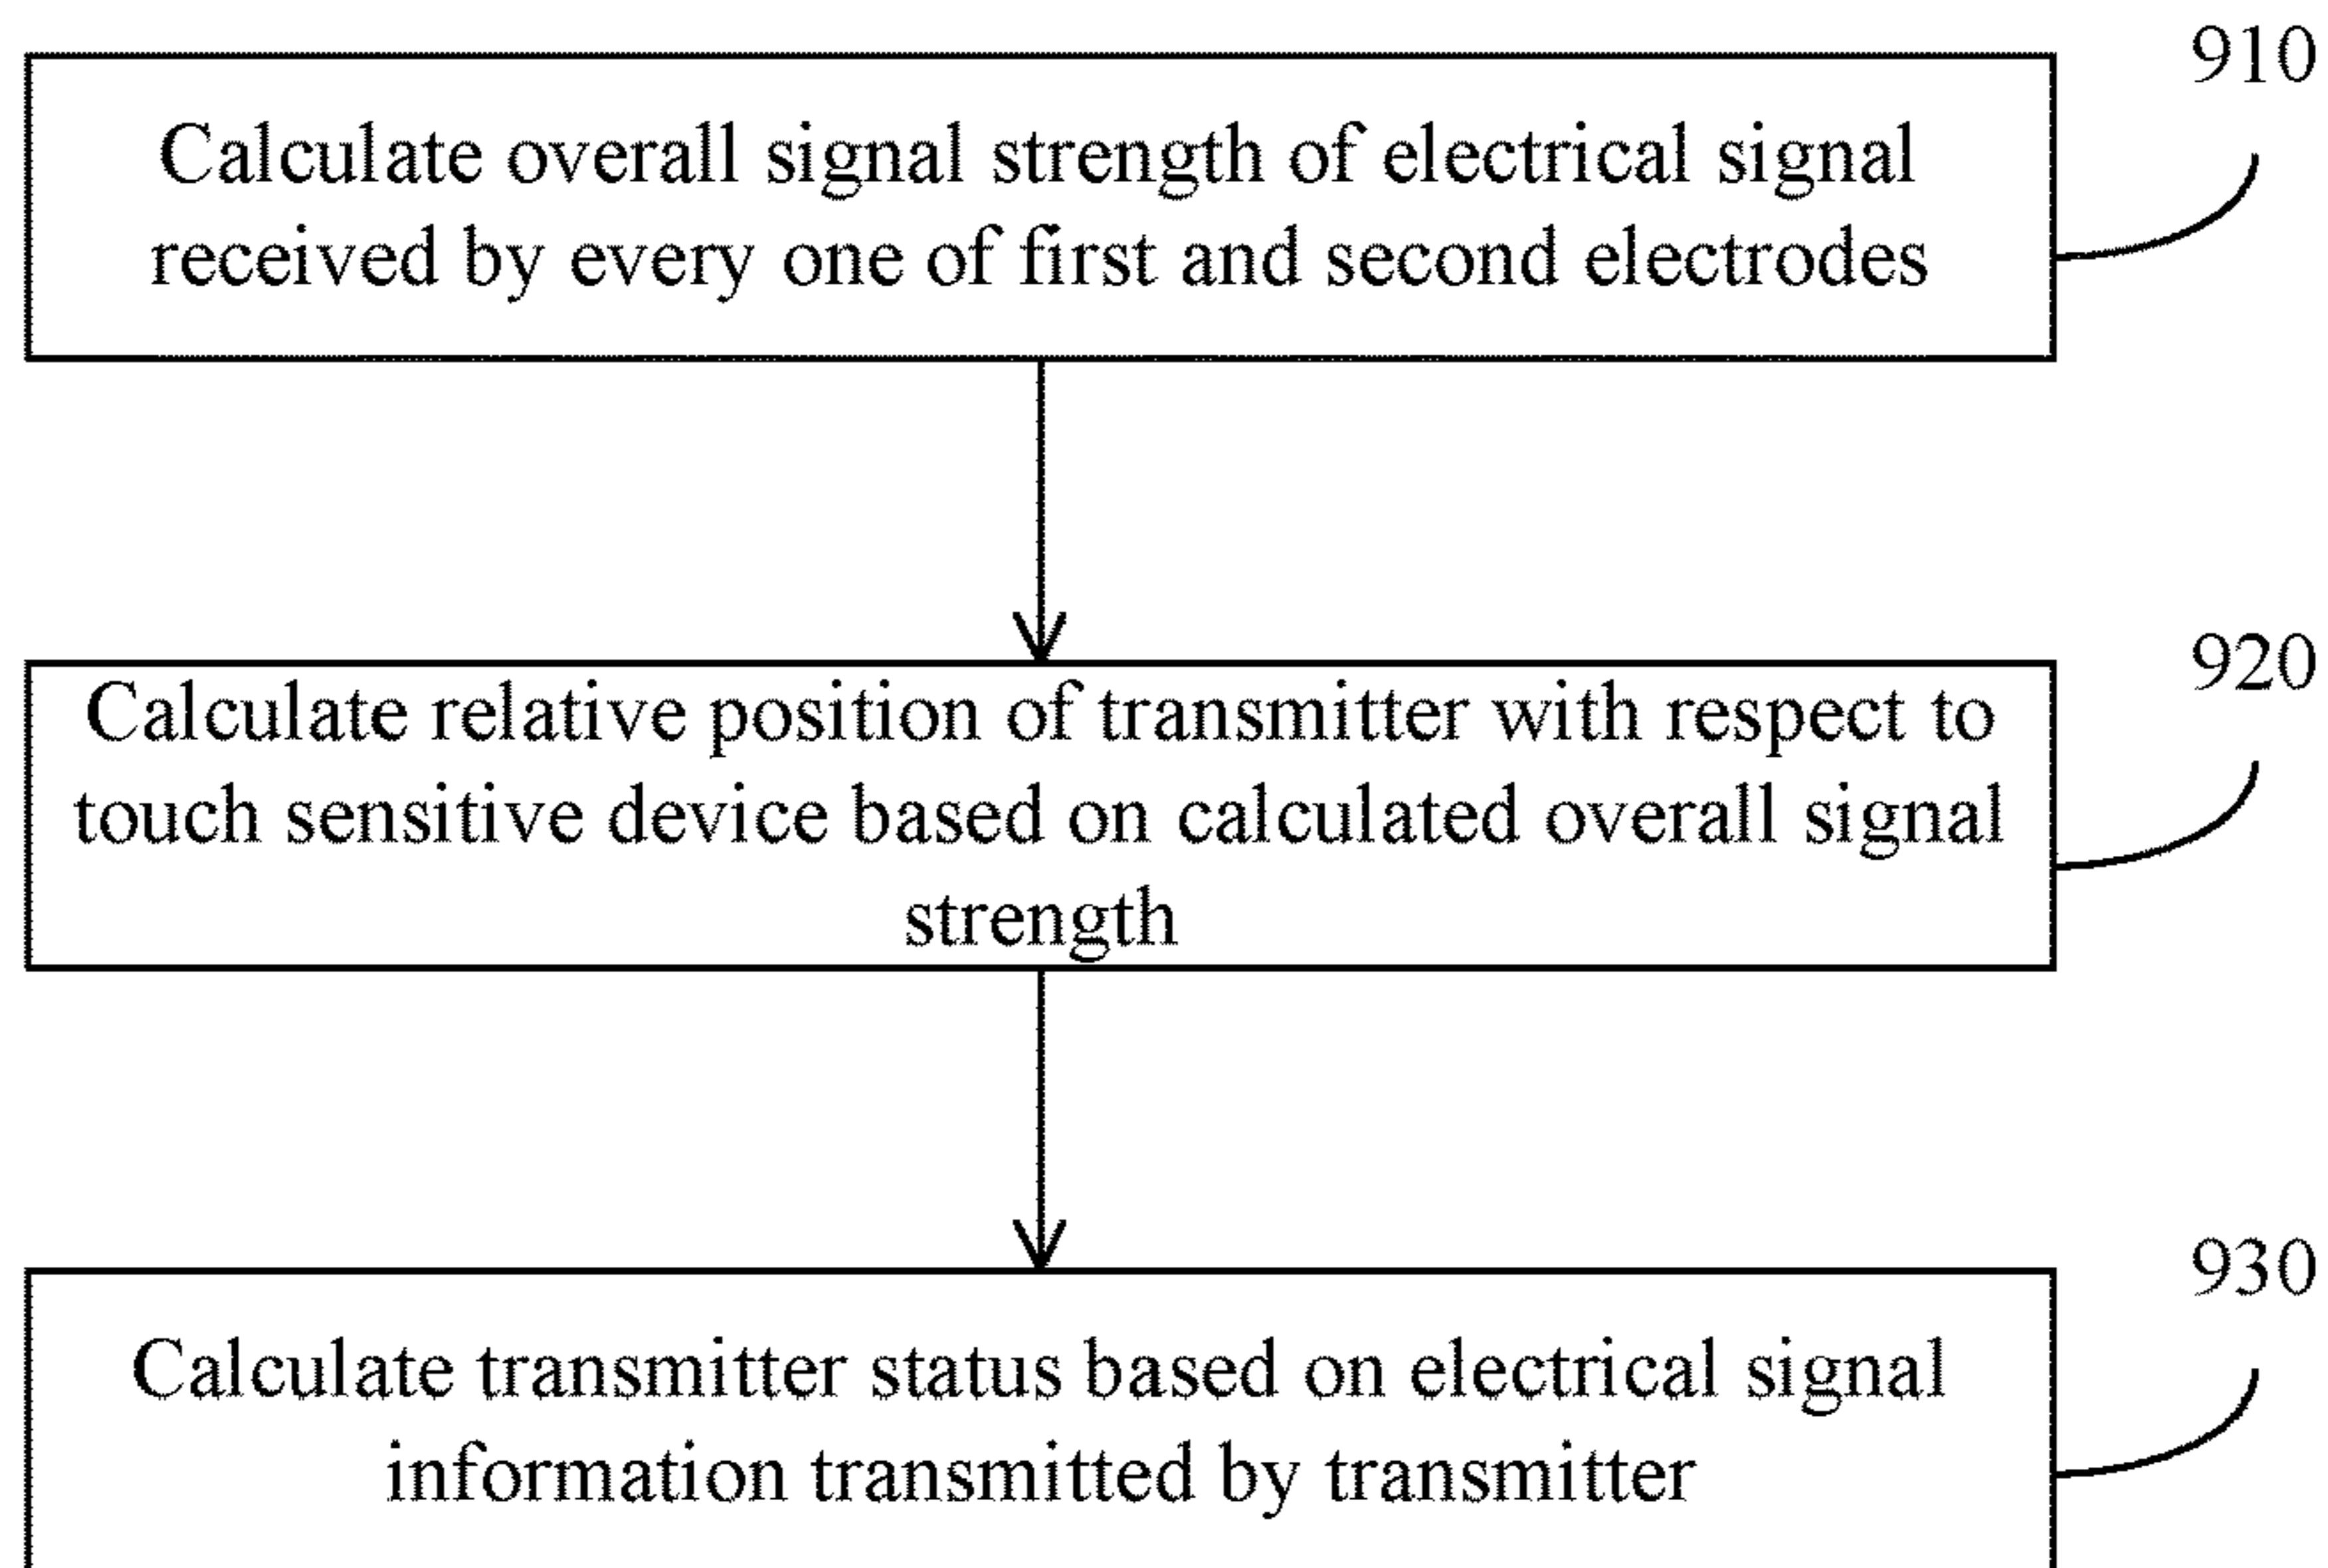 910
Calculate overall signal strength of electrical signal
received by every one of first and second electrodes
920
Calculate relative position of transmitter with respect to
touch sensitive device based on calculated overall signal
strength
930
Calculate transmitter status based on electrical signal
information transmitted by transmitter